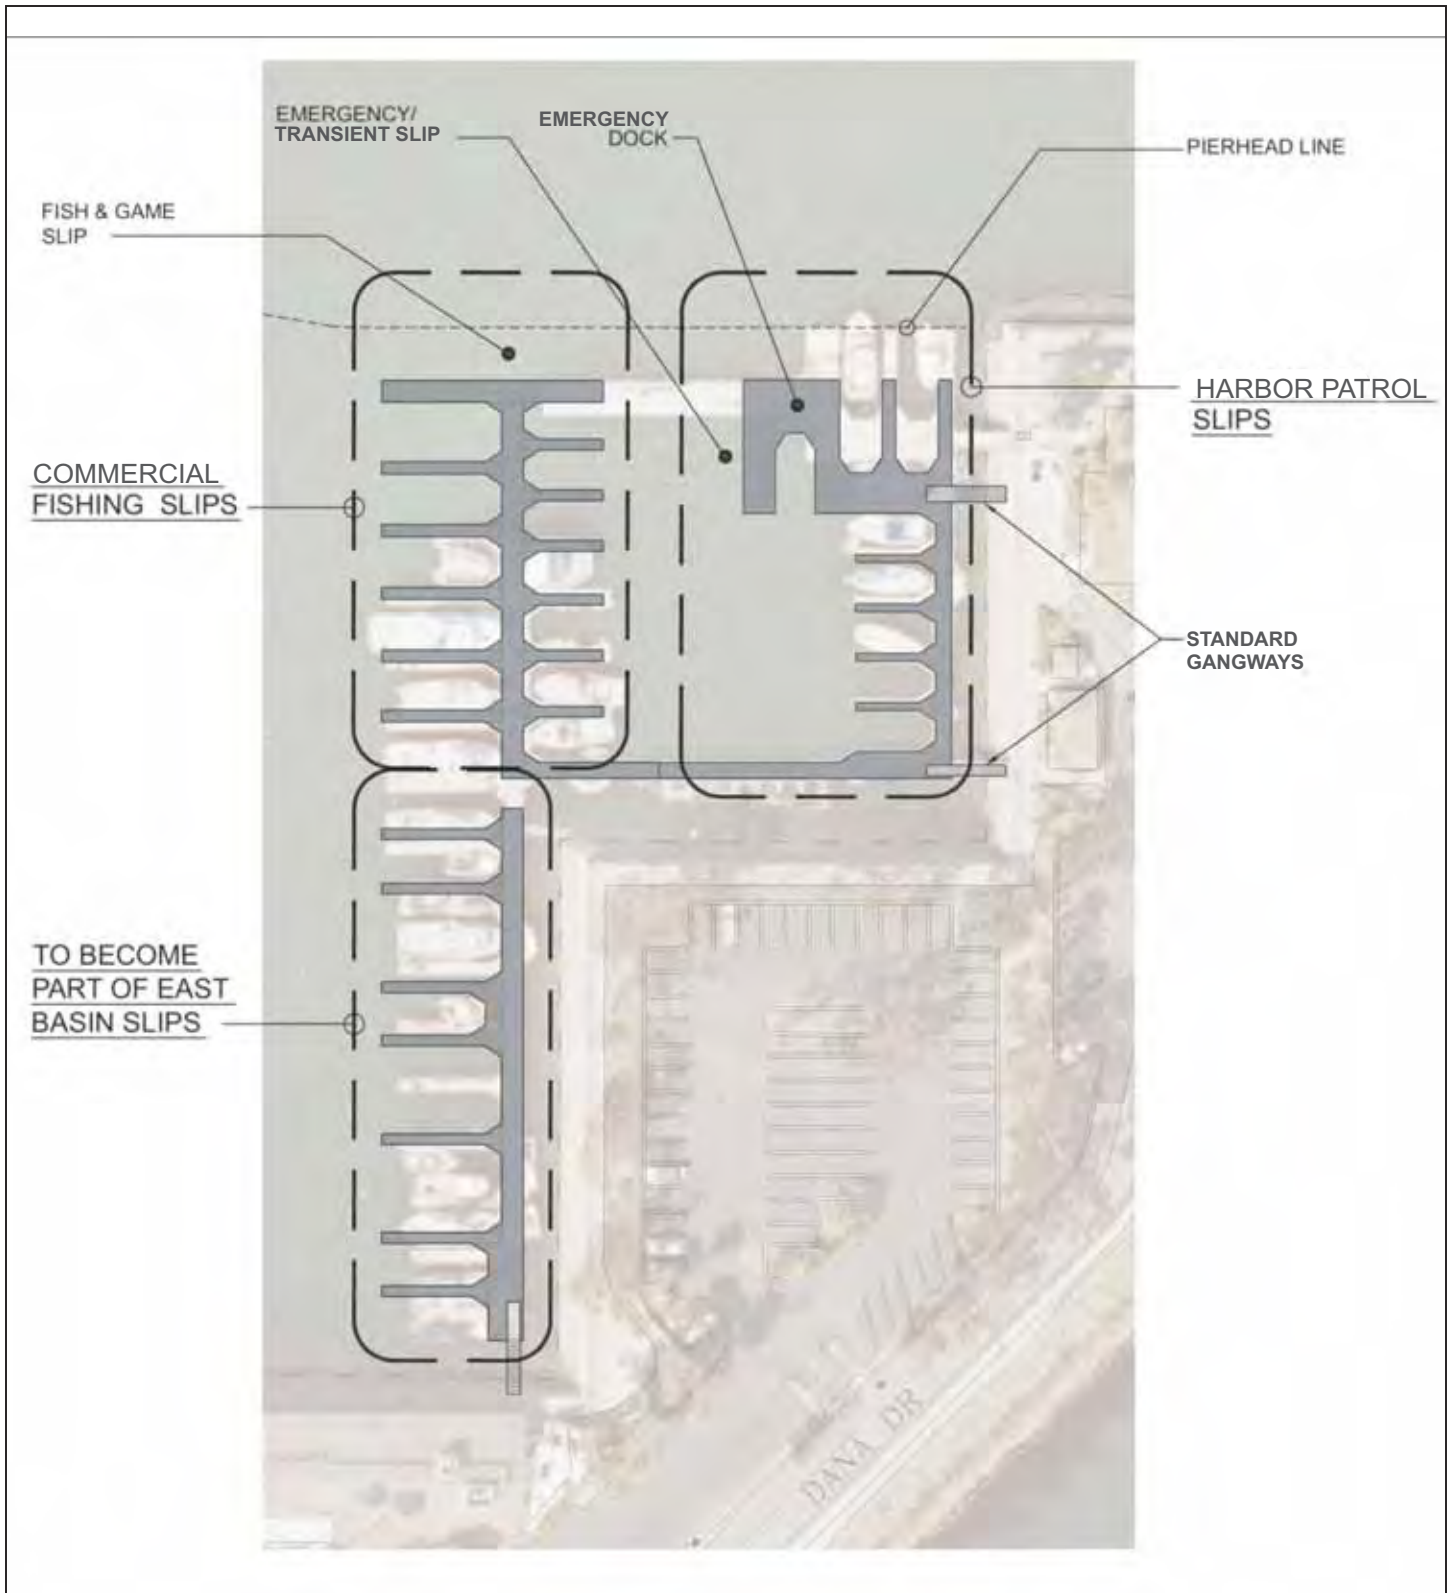 EMERGENCY/
TRANSIENT SLIP
EMERGENCY
DOCK
PIERHEAD LINE
FISH & GAME
SLIP
HARBOR PATROL
SLIPS
COMMERCIAL
FISHING SLIPS
STANDARD
GANGWAYS
TO BECOME
PART OF EAST
BASIN SLIPS
DANA DR